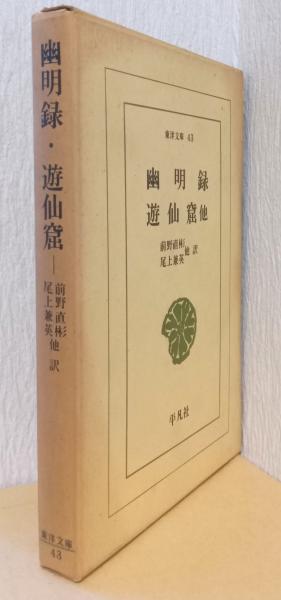 幽明録・遊仙窟―前野直彬
尾上兼英他 訳
東洋文庫
43
東洋文庫 43
幽明録
遊仙窟他
前野直彬
尾上兼英
他訳
平凡社